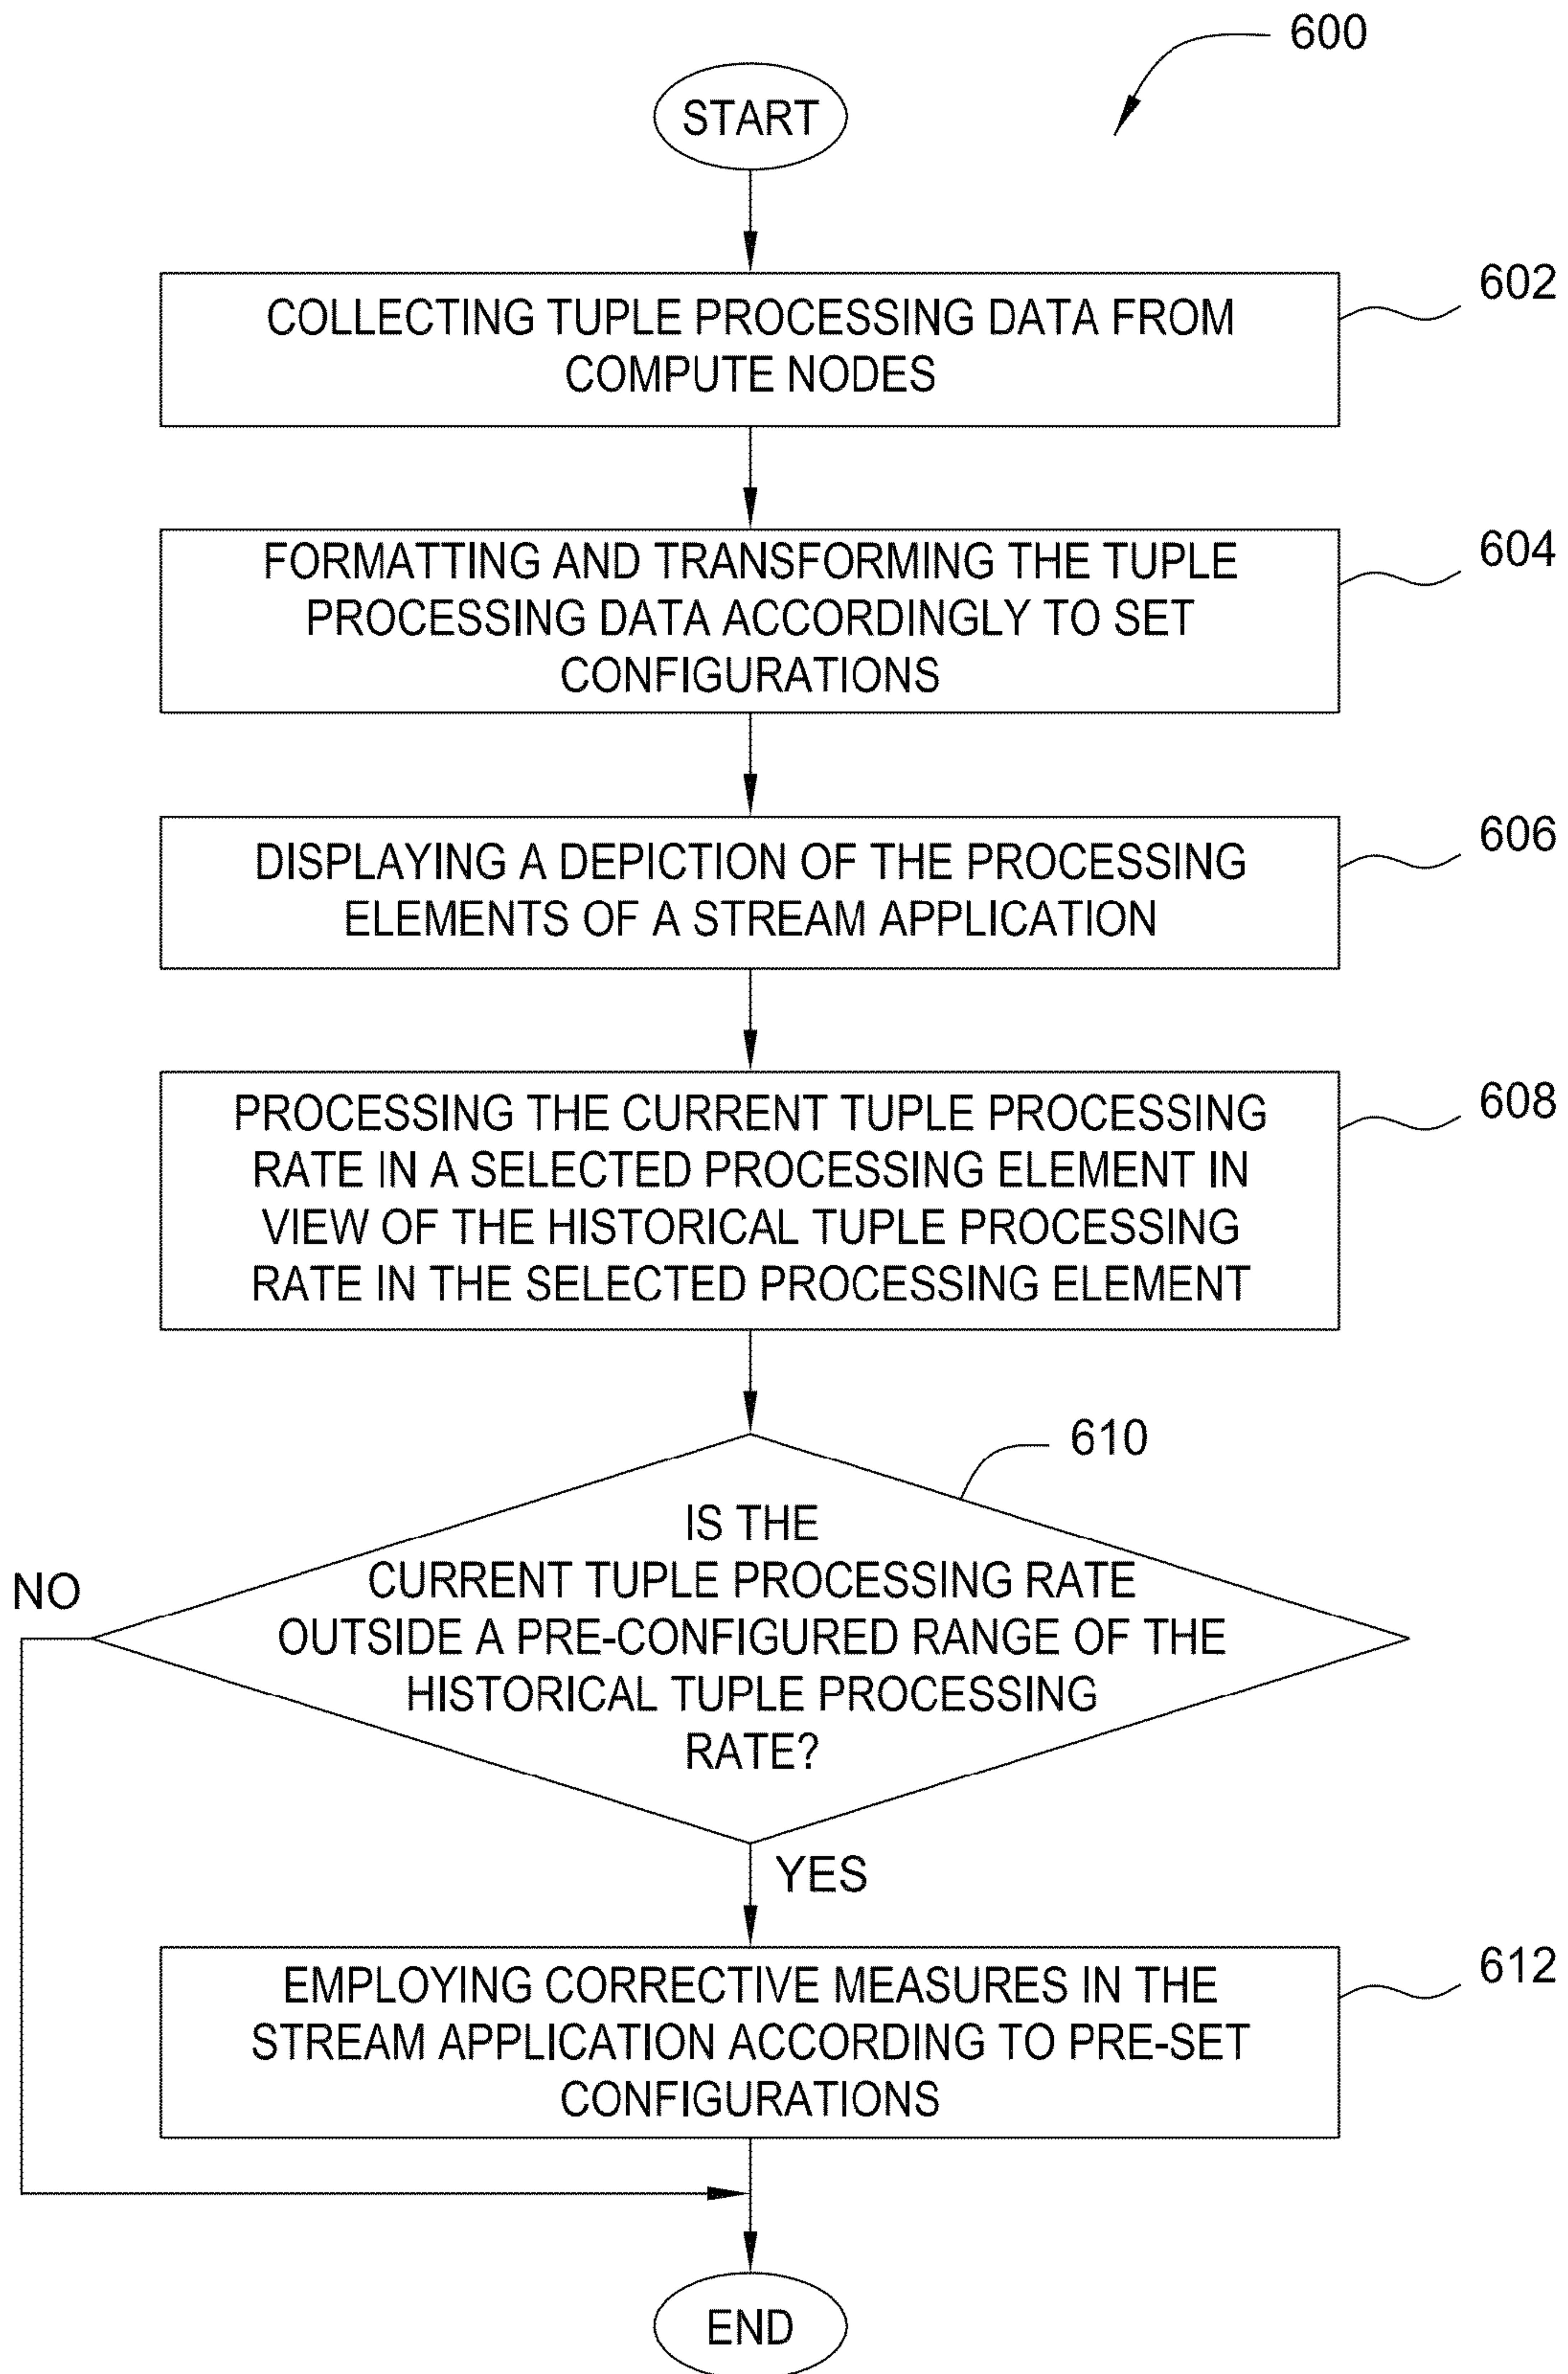 600
START
602
COLLECTING TUPLE PROCESSING DATA FROM
COMPUTE NODES
604
FORMATTING AND TRANSFORMING THE TUPLE
PROCESSING DATA ACCORDINGLY TO SET
CONFIGURATIONS
606
DISPLAYING A DEPICTION OF THE PROCESSING
ELEMENTS OF A STREAM APPLICATION
608
PROCESSING THE CURRENT TUPLE PROCESSING
RATE IN A SELECTED PROCESSING ELEMENT IN
VIEW OF THE HISTORICAL TUPLE PROCESSING
RATE IN THE SELECTED PROCESSING ELEMENT
610
IS THE
CURRENT TUPLE PROCESSING RATE
OUTSIDE A PRE-CONFIGURED RANGE OF THE
HISTORICAL TUPLE PROCESSING
RATE?
NO
YES
612
EMPLOYING CORRECTIVE MEASURES IN THE
STREAM APPLICATION ACCORDING TO PRE-SET
CONFIGURATIONS
END